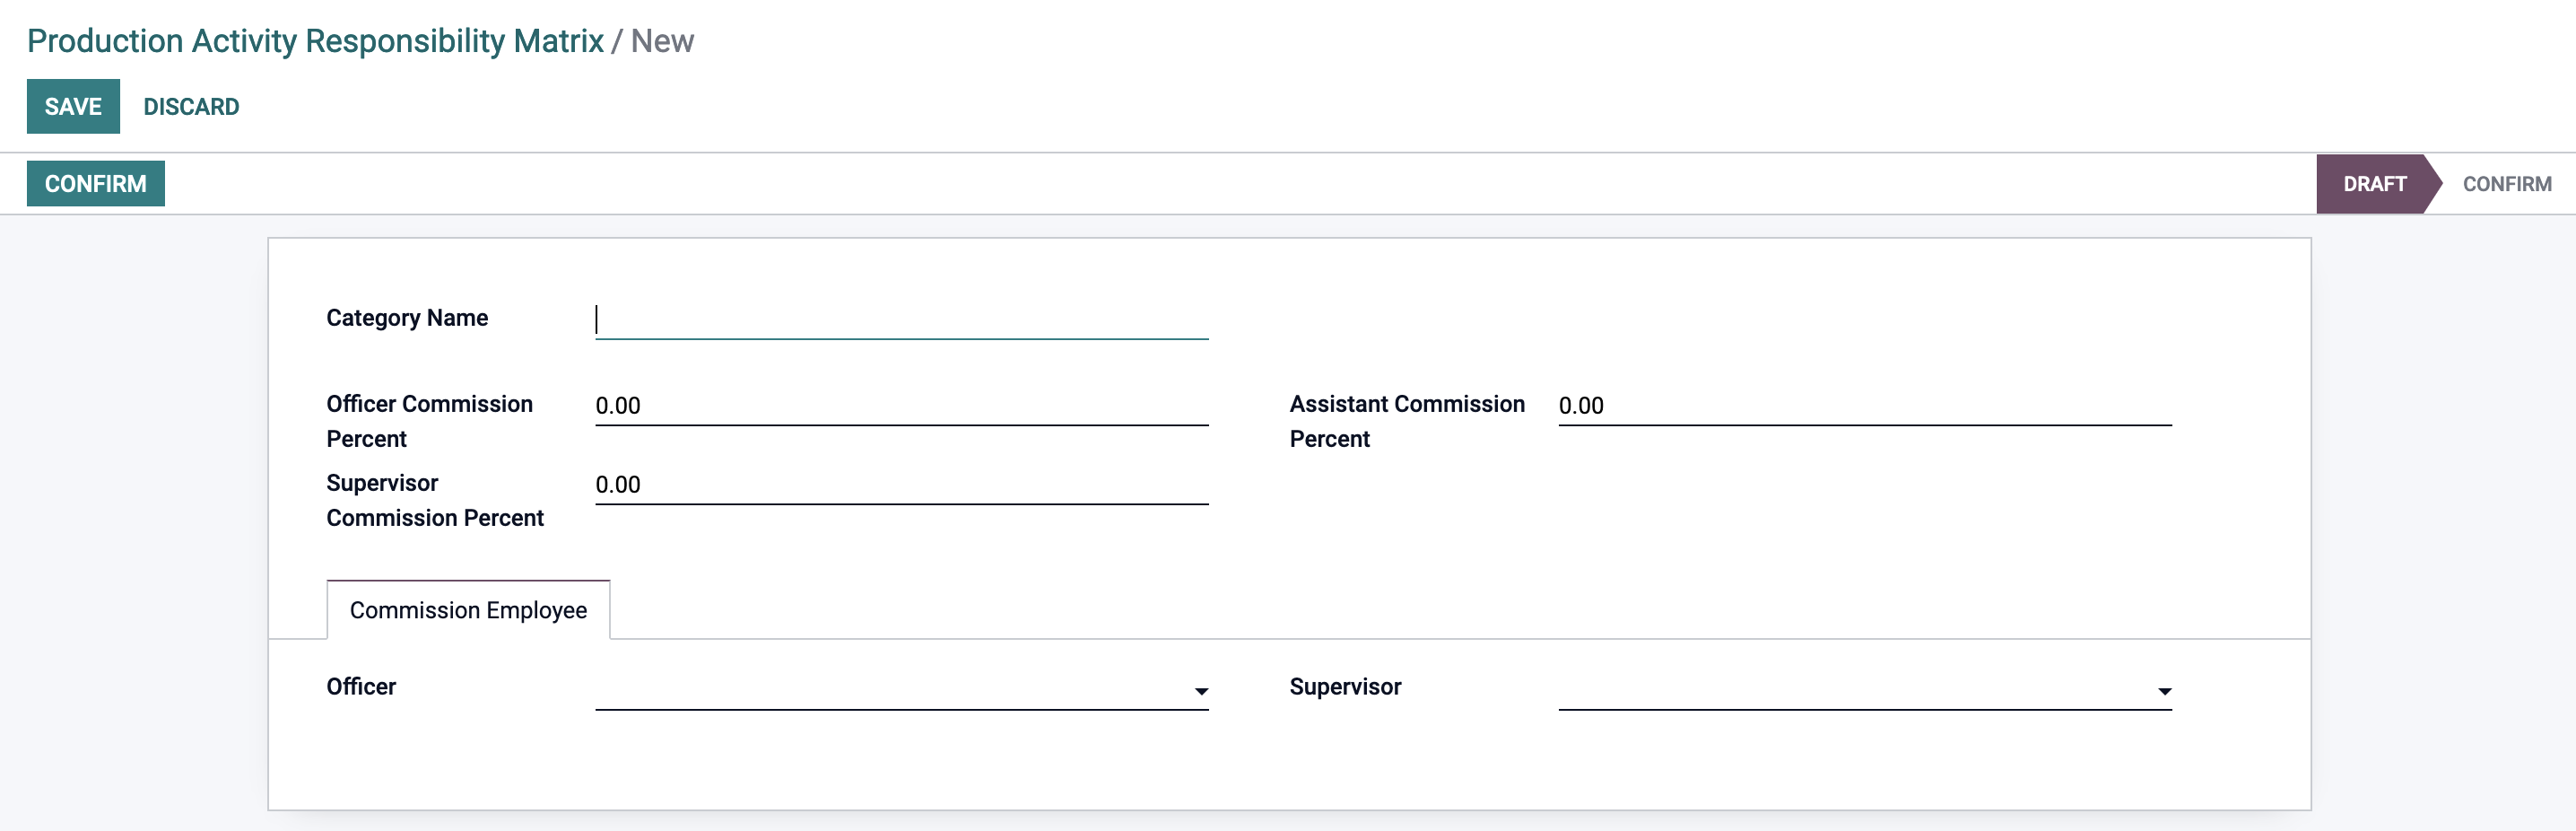 Production Activity Responsibility Matrix / New
SAVE DISCARD
CONFIRM DRAFT CONFIRM
Category Name
Officer Commission Percent 0.00
Assistant Commission Percent 0.00
Supervisor Commission Percent 0.00
Commission Employee
Officer Supervisor